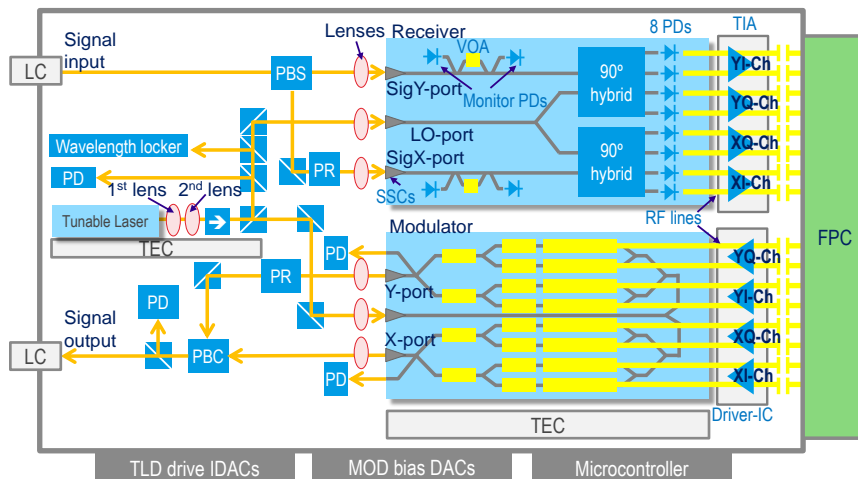 Signal
input
LC
PBS
Lenses
Receiver
VOA
8 PDs
TIA
SigY-port
Monitor PDs
90º
hybrid
YI-Ch
YQ-Ch
LO-port
Wavelength locker
PD
PR
SigX-port
SSCs
90º
hybrid
XQ-Ch
XI-Ch
1st lens
2nd lens
Tunable Laser
TEC
Modulator
RF lines
FPC
PD
PR
Y-port
YQ-Ch
YI-Ch
PD
Signal
output
LC
PBC
X-port
PD
XQ-Ch
XI-Ch
Driver-IC
TEC
TLD drive IDACs
MOD bias DACs
Microcontroller